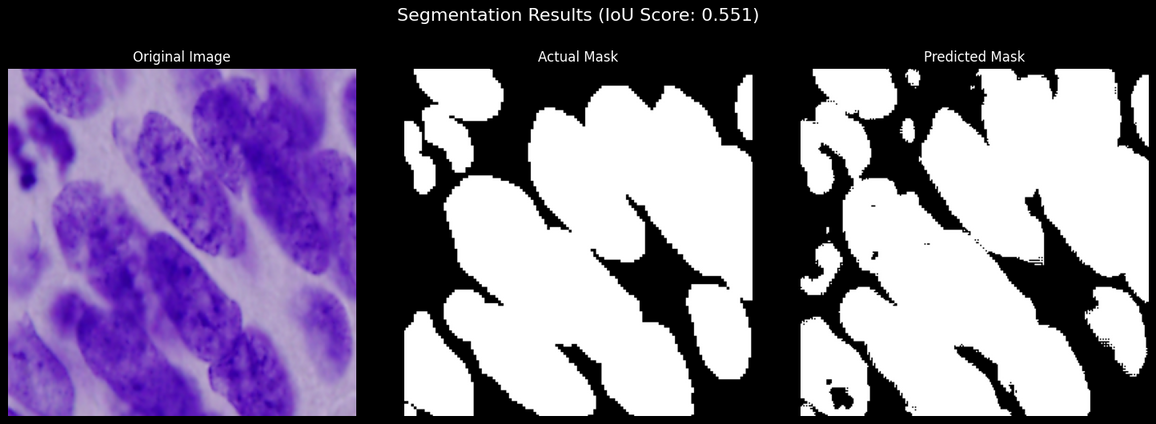 Segmentation Results (IoU Score: 0.551)
Original Image
Actual Mask
Predicted Mask